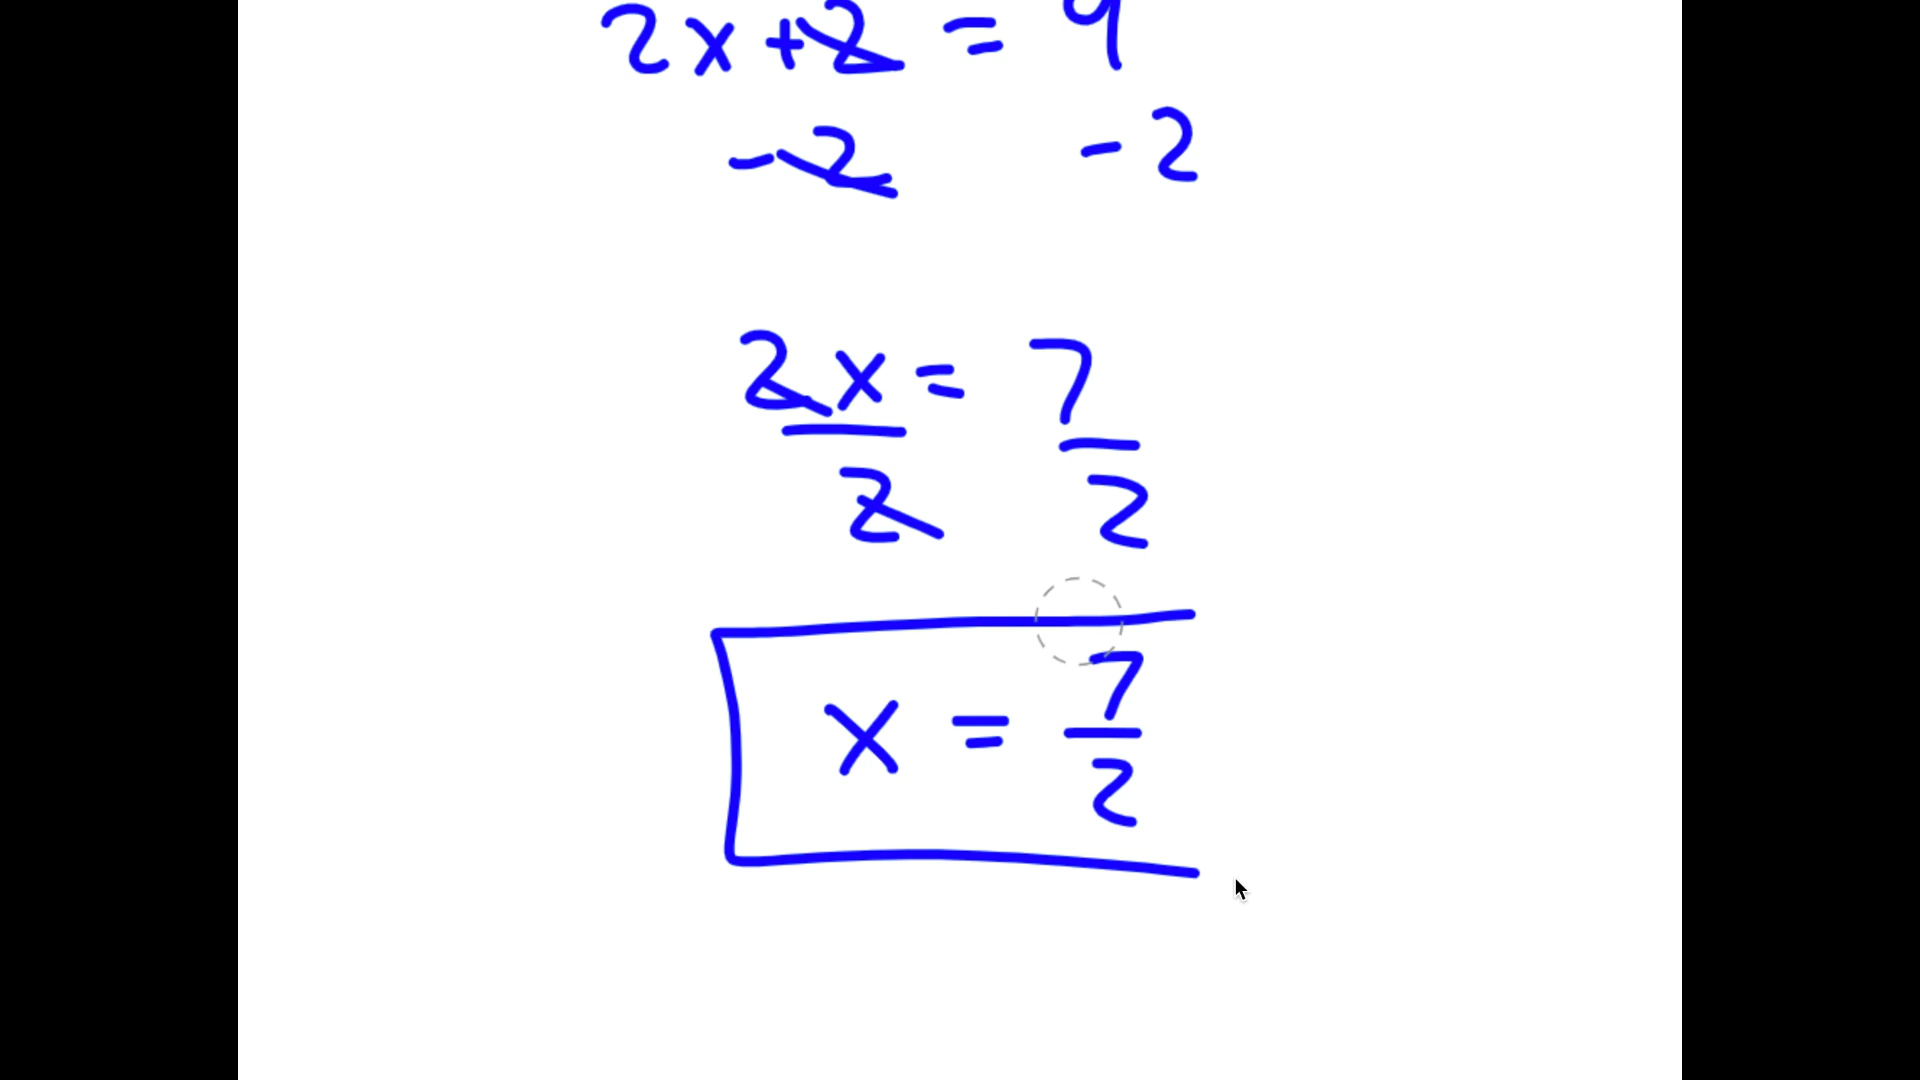 2x + 2 = 9
- 2 - 2
2x = 7
2 2
x = 7/2